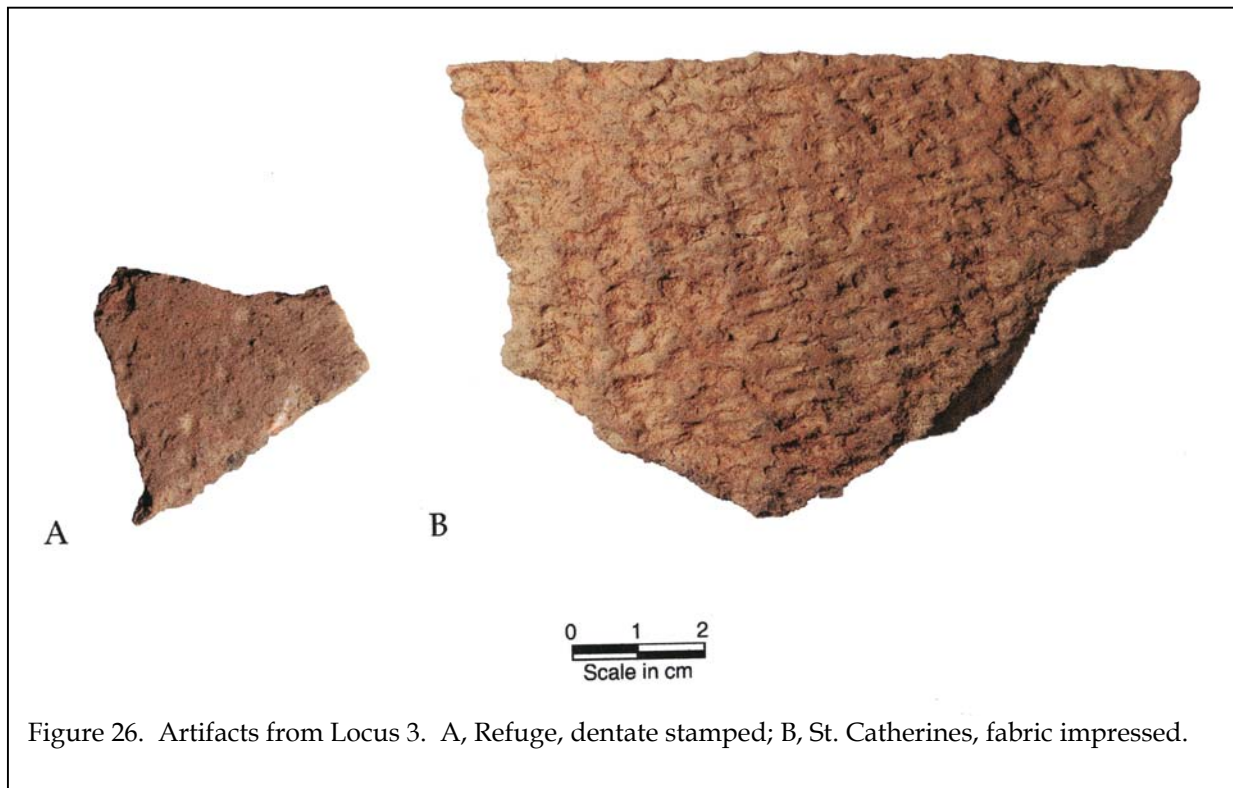 A
B
0 1 2
Scale in cm
Figure 26. Artifacts from Locus 3. A, Refuge, dentate stamped; B, St. Catherines, fabric impressed.